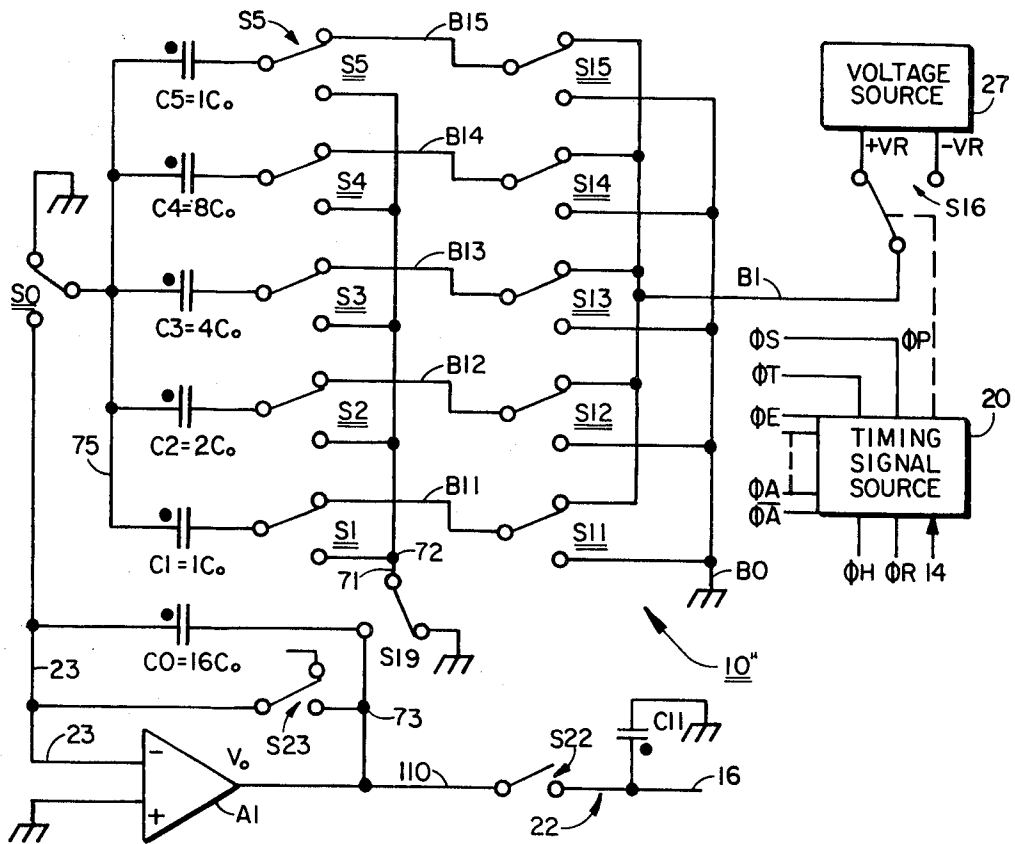 S5
B15
S5
S15
C5=1C₀
VOLTAGE
SOURCE
27
+VR
-VR
S16
B14
S4
S14
C4=8C₀
B13
S0
S3
S13
C3=4C₀
B1
ϕS
ϕP
ϕT
B12
S2
S12
C2=2C₀
75
ϕE
20
TIMING
SIGNAL
SOURCE
ϕA
ϕ̅A̅
B11
S1
S11
C1=1C₀
72
71
B0
ϕH
ϕR
14
C0=16C₀
S19
10"
23
S23
73
C11
23
V₀
110
S22
16
-
+
A1
22